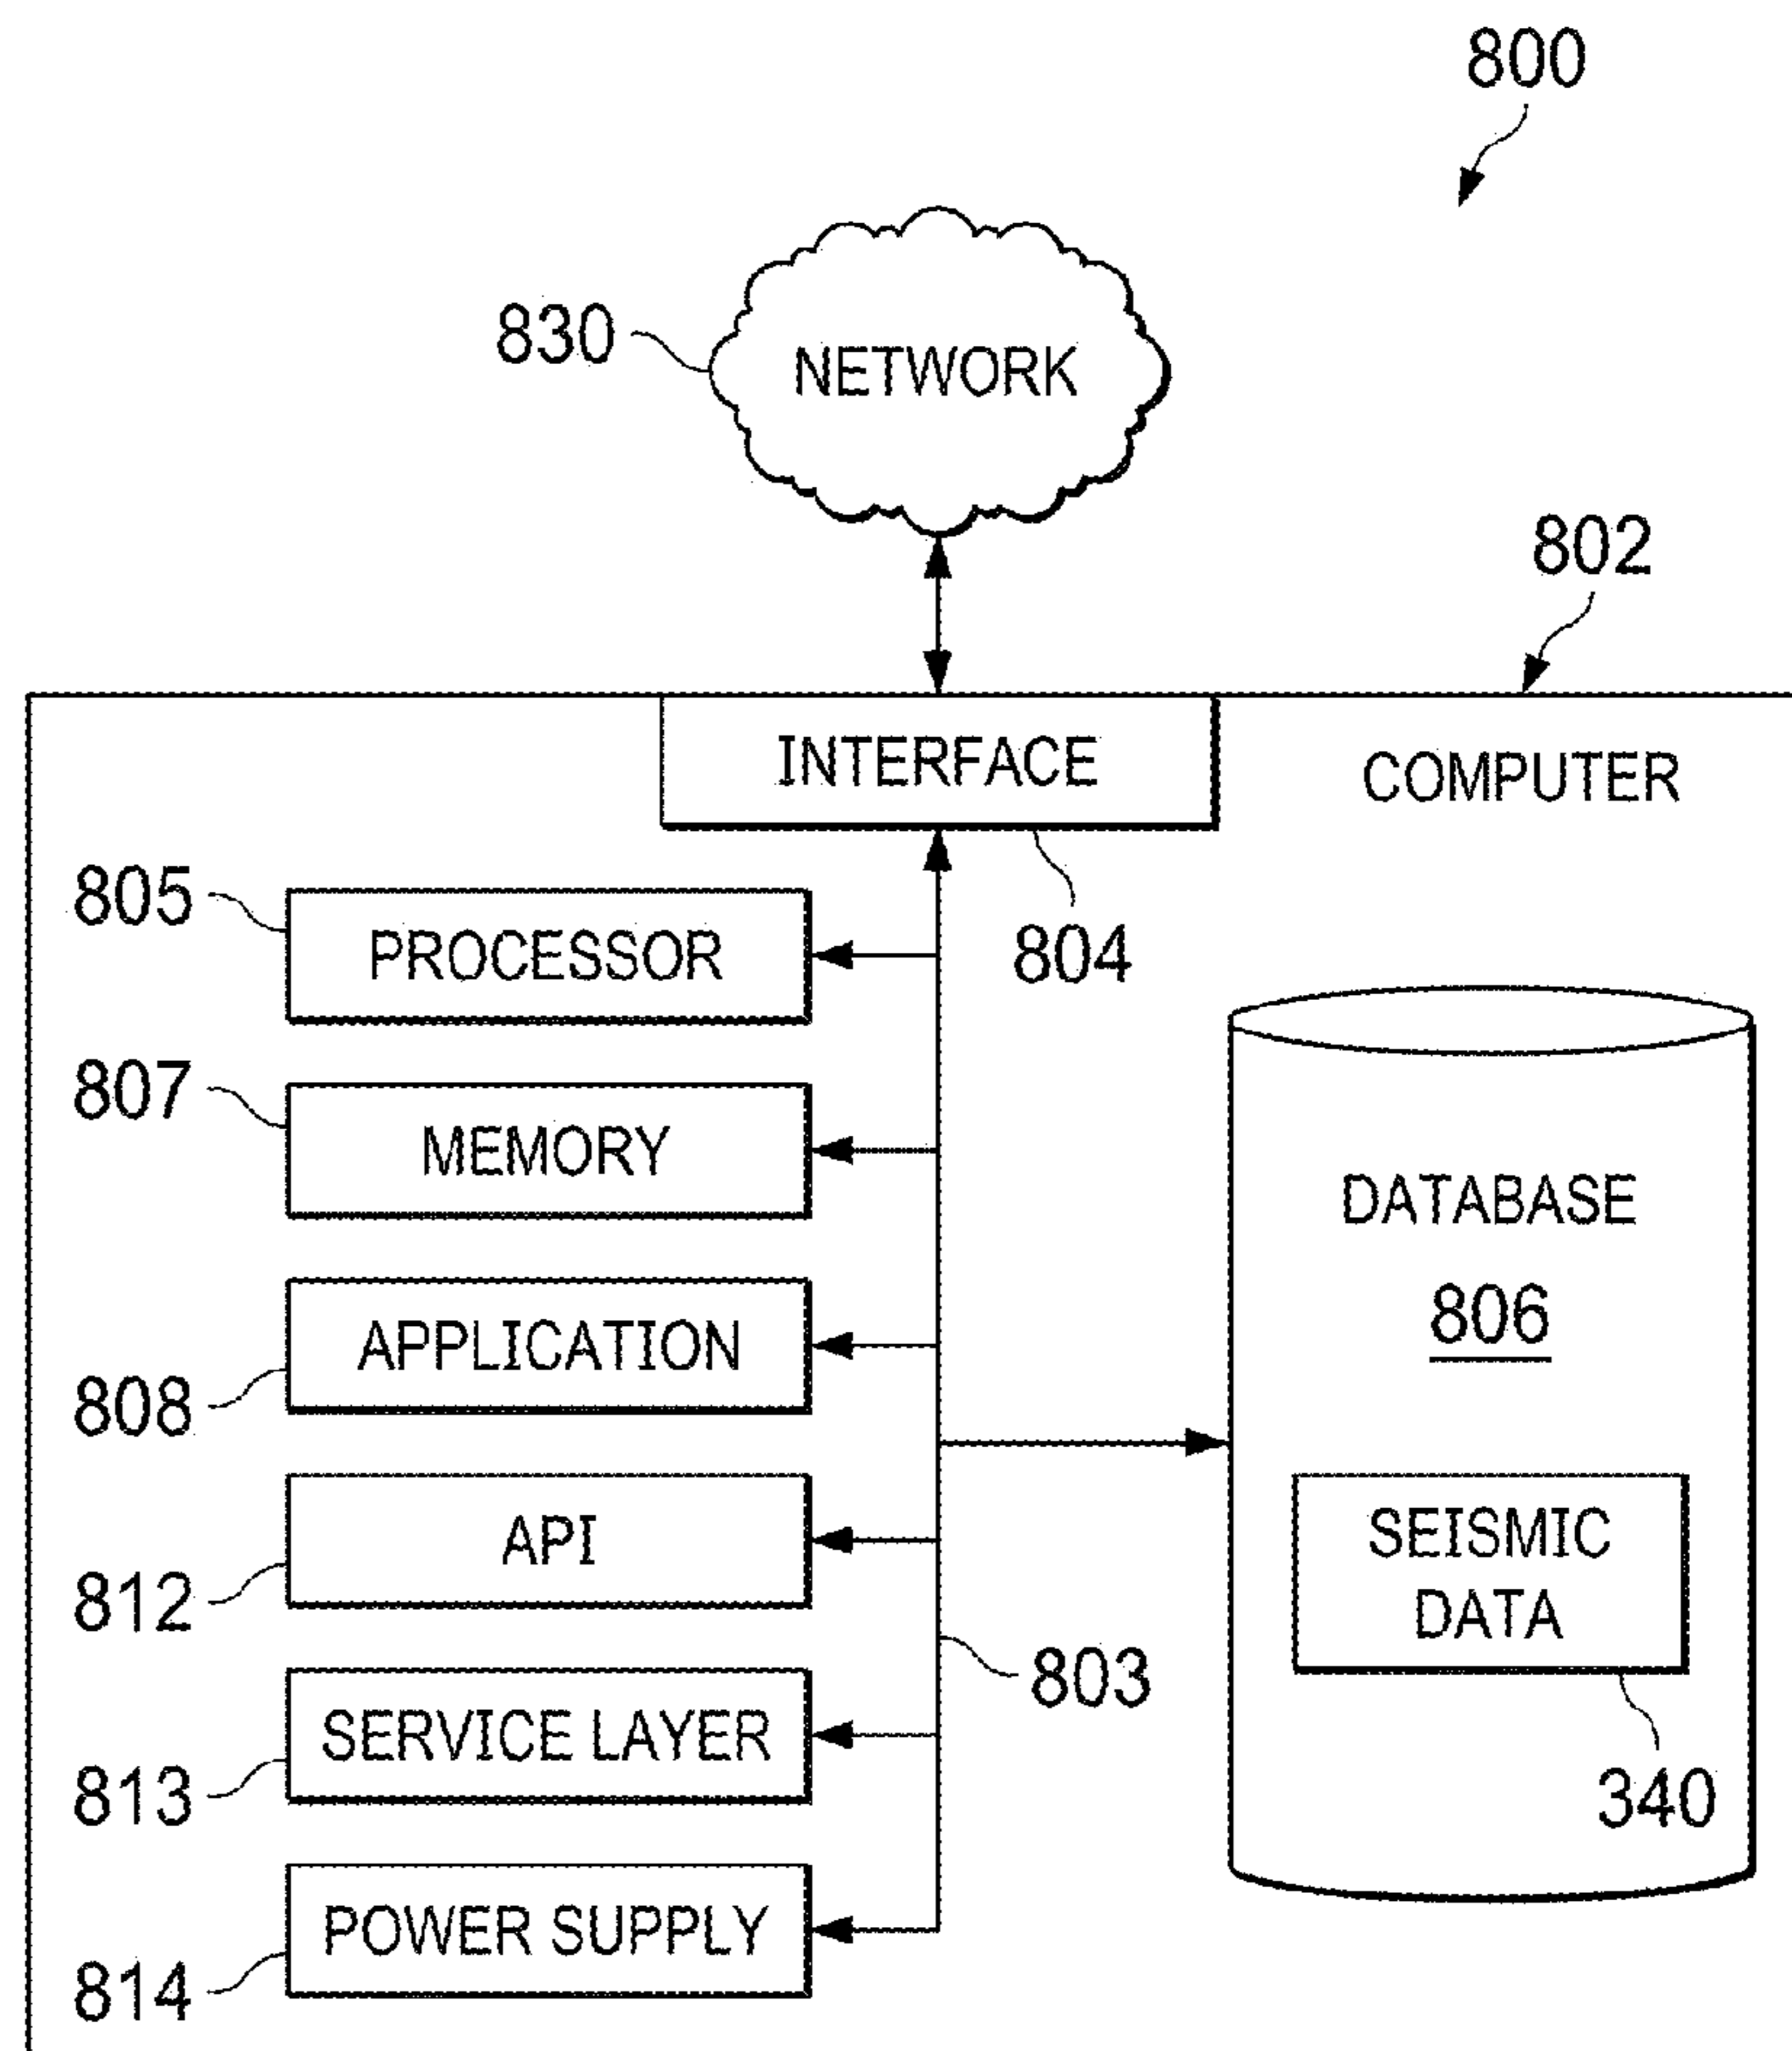 800
830
NETWORK
802
INTERFACE
COMPUTER
805
PROCESSOR
804
807
MEMORY
DATABASE
806
APPLICATION
808
API
SEISMIC
DATA
812
803
SERVICE LAYER
813
340
POWER SUPPLY
814